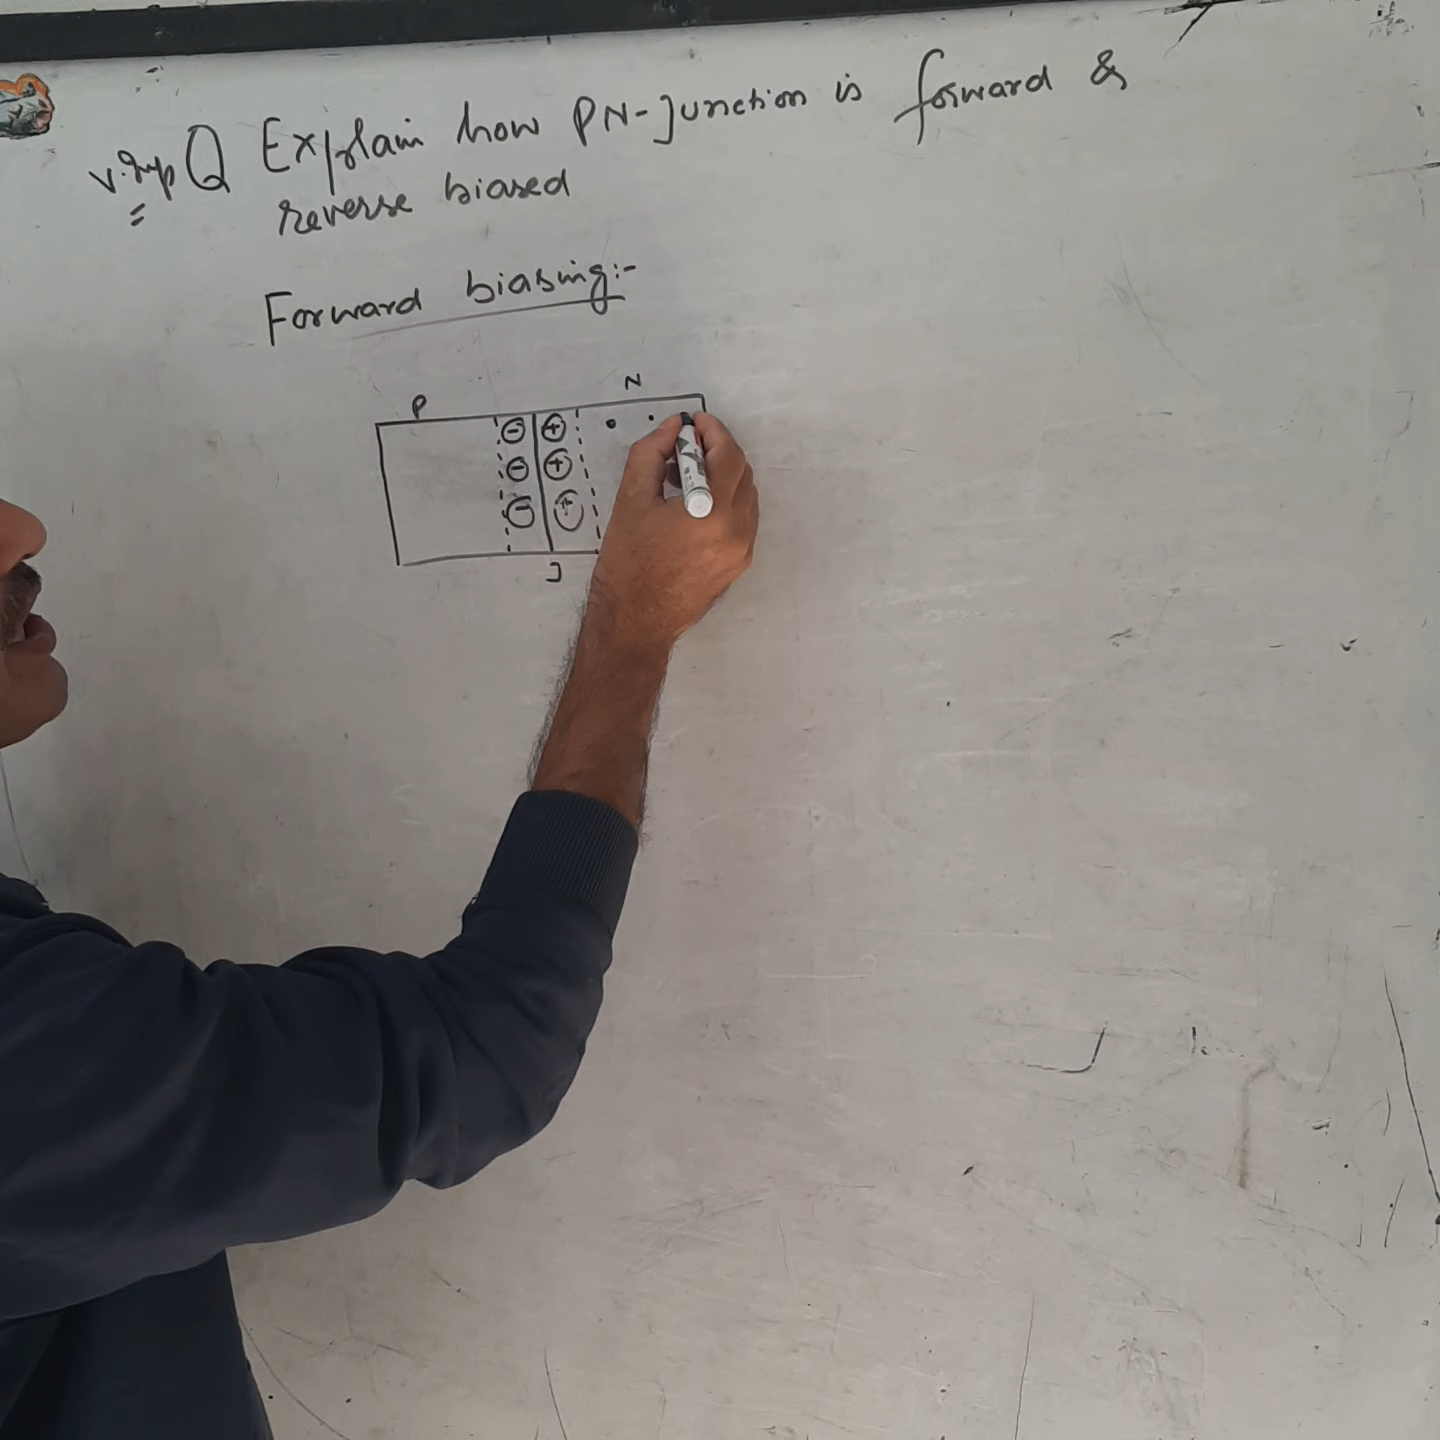 v.Imp Q Explain how PN-Junction is forward &
reverse biased
Forward biasing:-
P N
- +
- +
- +
J